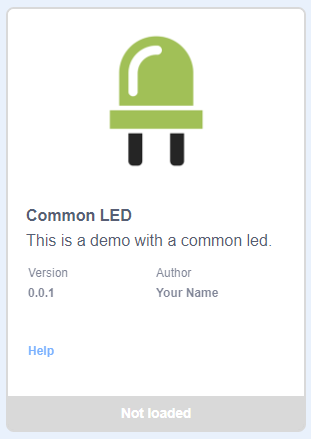 Common LED
This is a demo with a common led.
Version Author
0.0.1 Your Name
Help
Not loaded